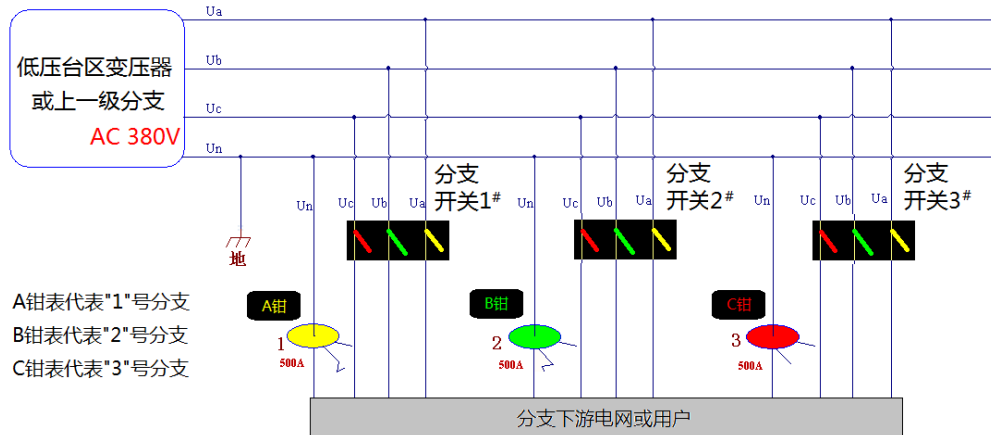 Ua
低压台区变压器
或上一级分支
AC 380V
Ub
Uc
Un
分支
开关1#
分支
开关2#
分支
开关3#
Un
Uc
Ub
Ua
Un
Uc
Ub
Ua
Un
Uc
Ub
Ua
地
A钳表代表"1"号分支
B钳表代表"2"号分支
C钳表代表"3"号分支
A钳
1
500A
B钳
2
500A
C钳
3
500A
分支下游电网或用户